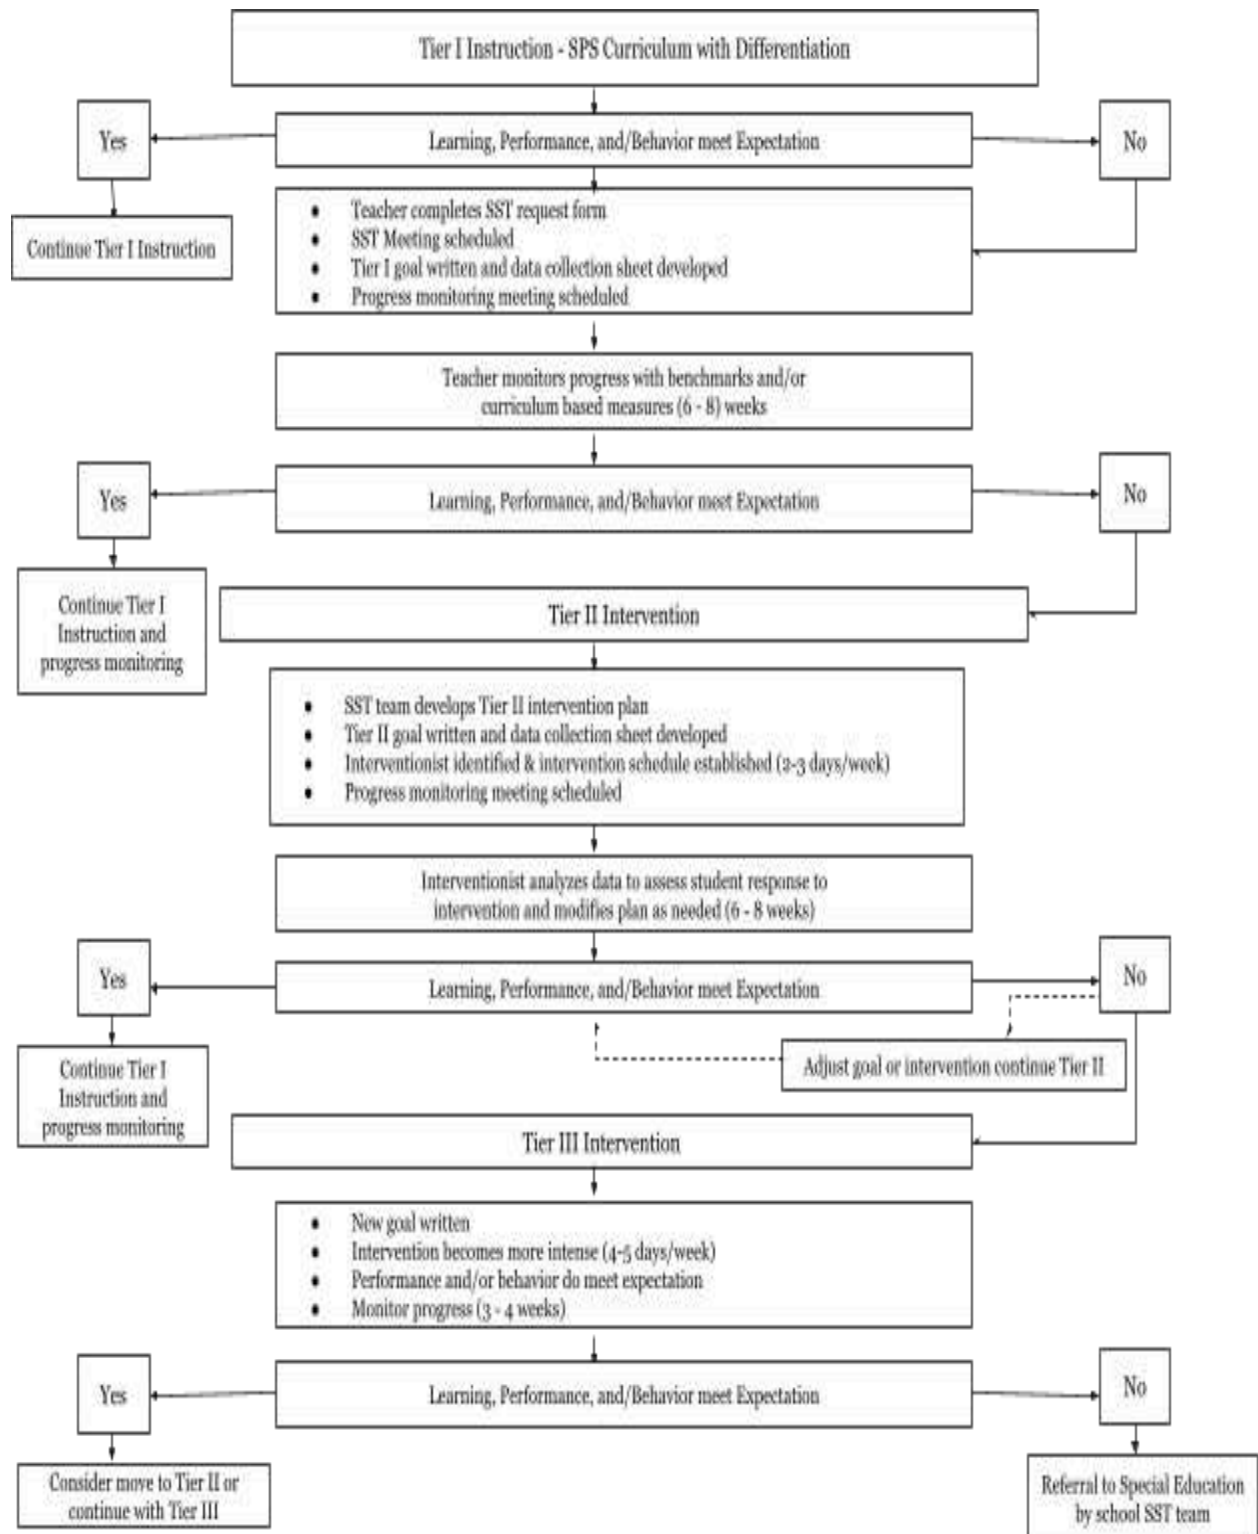 Tier I Instruction - SPS Curriculum with Differentiation
Yes
Learning, Performance, and/Behavior meet Expectation
No
Continue Tier I Instruction
● Teacher completes SST request form
● SST Meeting scheduled
● Tier I goal written and data collection sheet developed
● Progress monitoring meeting scheduled
Teacher monitors progress with benchmarks and/or
curriculum based measures (6 - 8) weeks
Yes
Learning, Performance, and/Behavior meet Expectation
No
Continue Tier I
Instruction and
progress monitoring
Tier II Intervention
● SST team develops Tier II intervention plan
● Tier II goal written and data collection sheet developed
● Interventionist identified & intervention schedule established (2-3 days/week)
● Progress monitoring meeting scheduled
Interventionist analyzes data to assess student response to
intervention and modifies plan as needed (6 - 8 weeks)
Yes
Learning, Performance, and/Behavior meet Expectation
No
Adjust goal or intervention continue Tier II
Continue Tier I
Instruction and
progress monitoring
Tier III Intervention
● New goal written
● Intervention becomes more intense (4-5 days/week)
● Performance and/or behavior do meet expectation
● Monitor progress (3 - 4 weeks)
Yes
Learning, Performance, and/Behavior meet Expectation
No
Consider move to Tier II or
continue with Tier III
Referral to Special Education
by school SST team